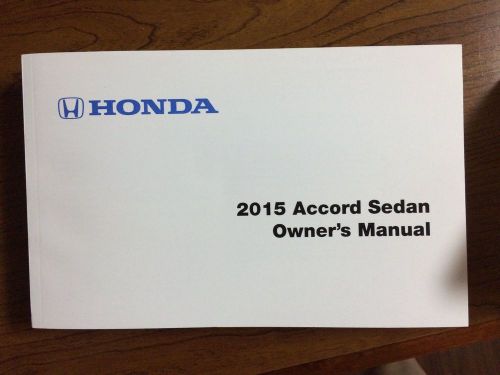 HONDA
2015 Accord Sedan
Owner's Manual